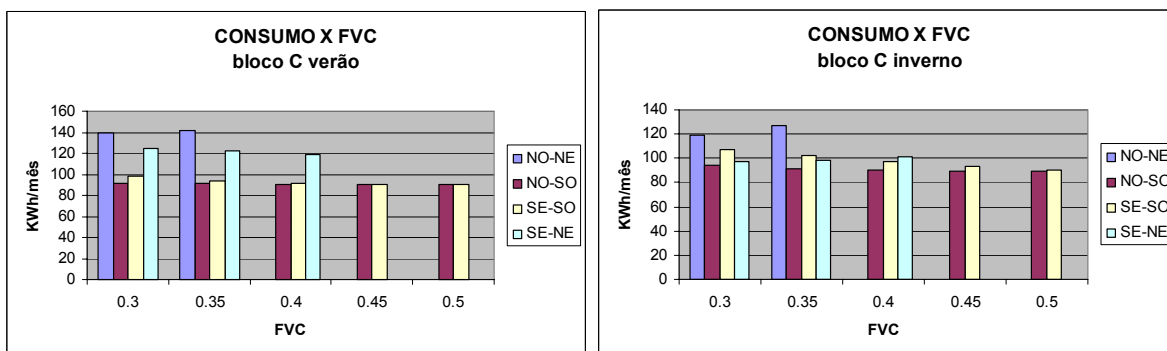 CONSUMO X FVC
bloco C verão
KWh/mês
160
140
120
100
80
60
40
20
0
0.3 0.35 0.4 0.45 0.5
FVC
NO-NE
NO-SO
SE-SO
SE-NE
CONSUMO X FVC
bloco C inverno
KWh/mês
140
120
100
80
60
40
20
0
0.3 0.35 0.4 0.45 0.5
FVC
NO-NE
NO-SO
SE-SO
SE-NE